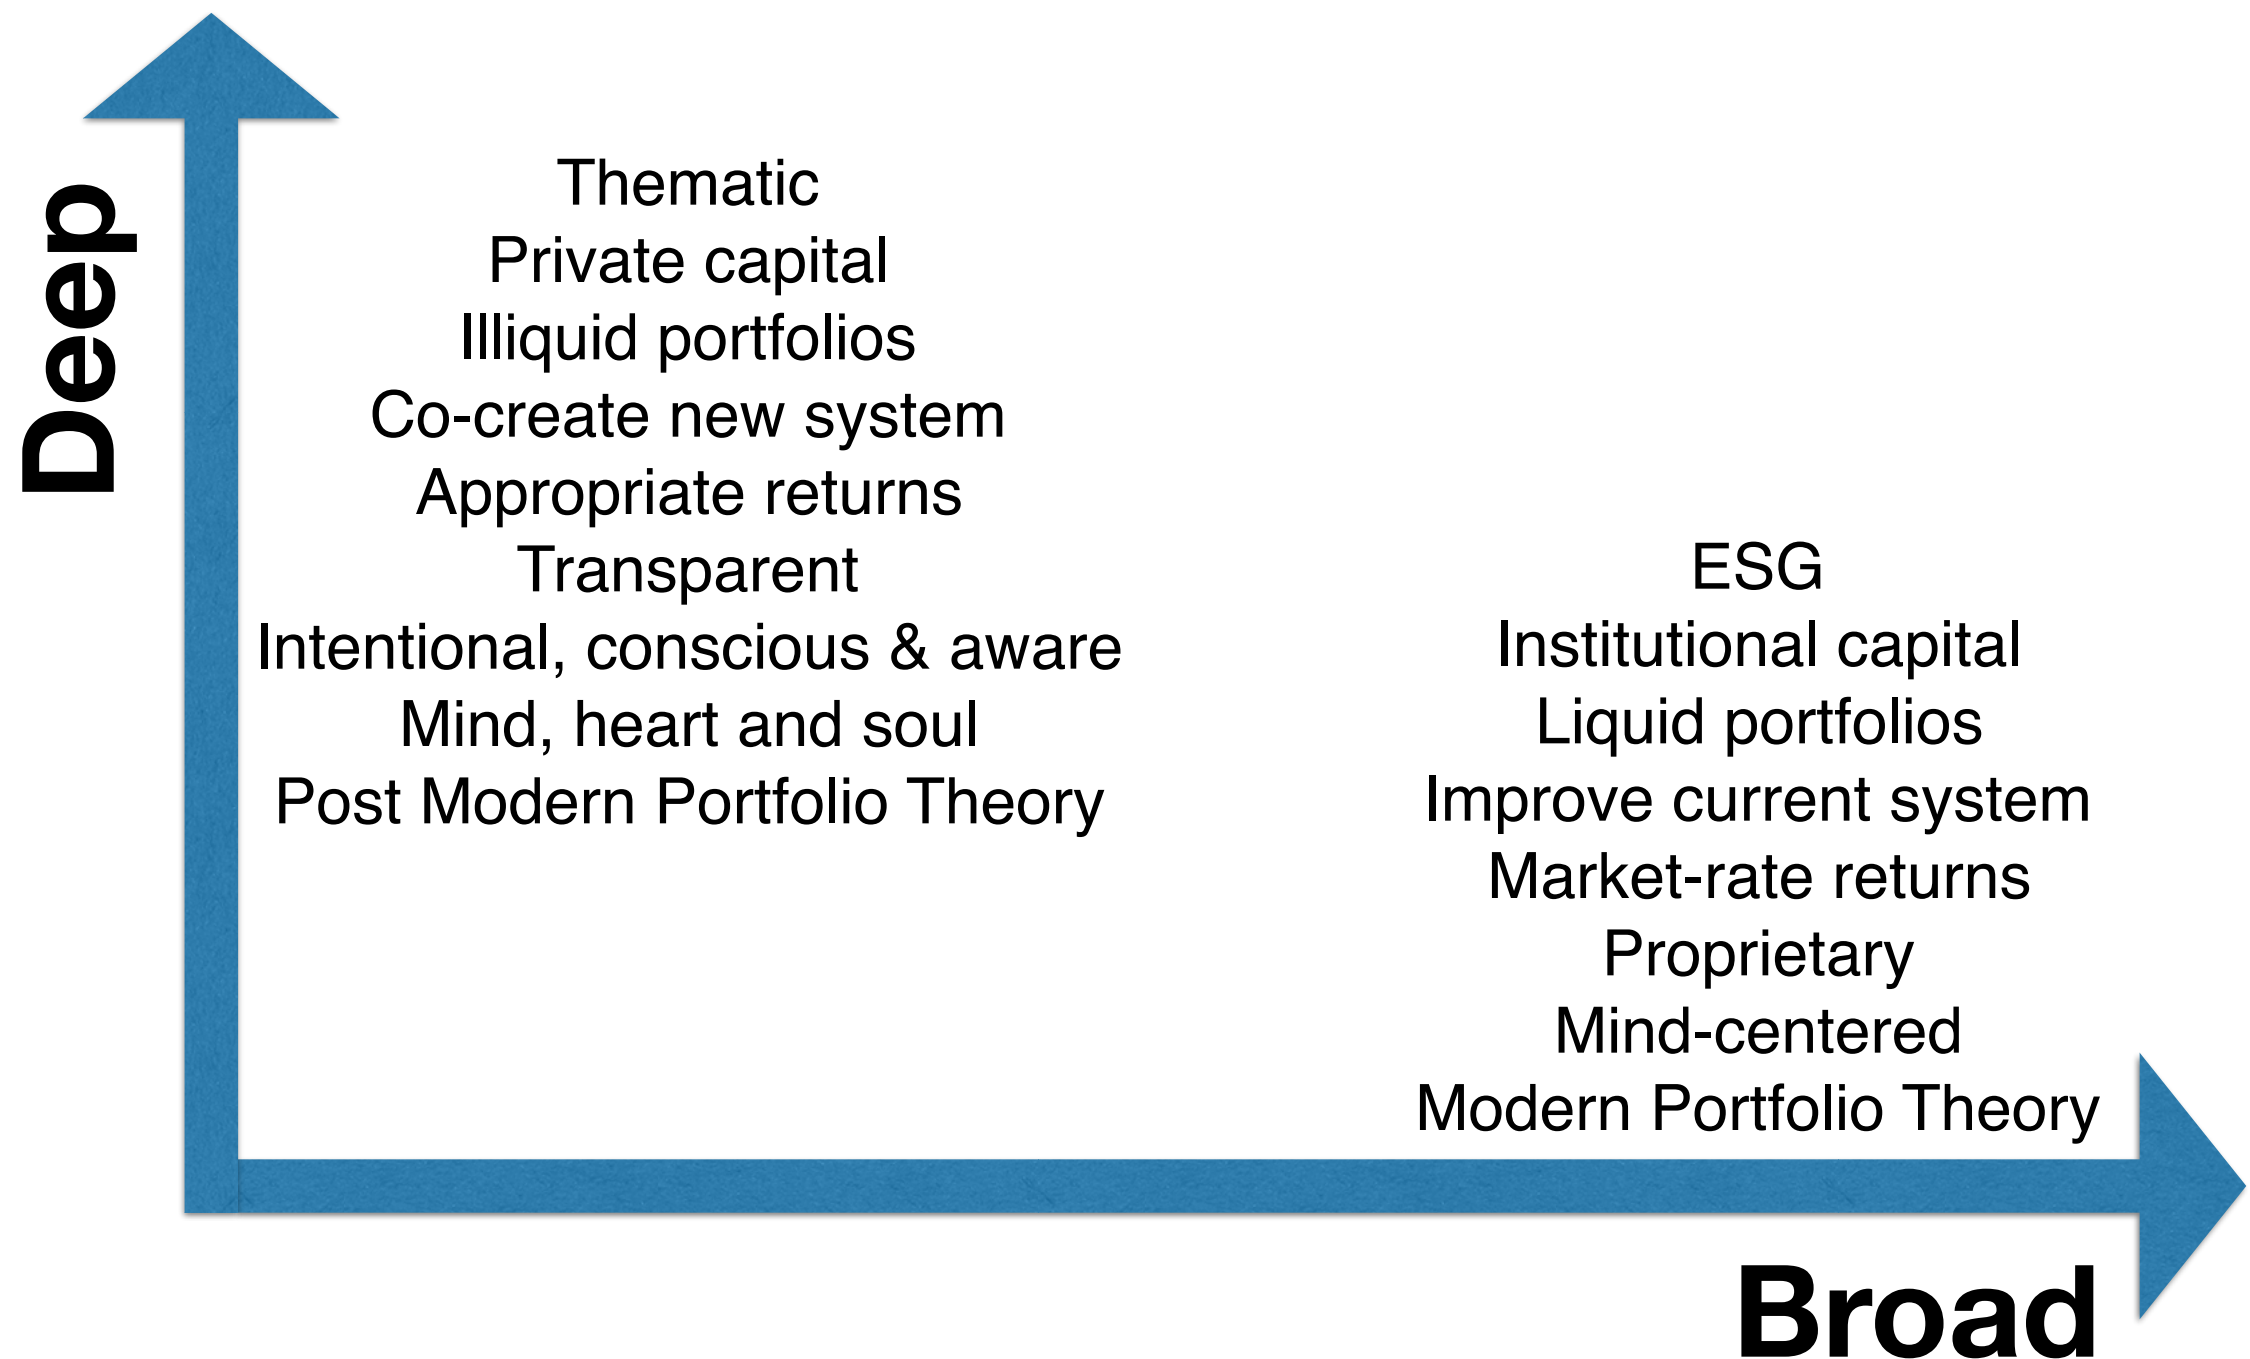 Deep
Thematic
Private capital
Illiquid portfolios
Co-create new system
Appropriate returns
Transparent
Intentional, conscious & aware
Mind, heart and soul
Post Modern Portfolio Theory
ESG
Institutional capital
Liquid portfolios
Improve current system
Market-rate returns
Proprietary
Mind-centered
Modern Portfolio Theory
Broad